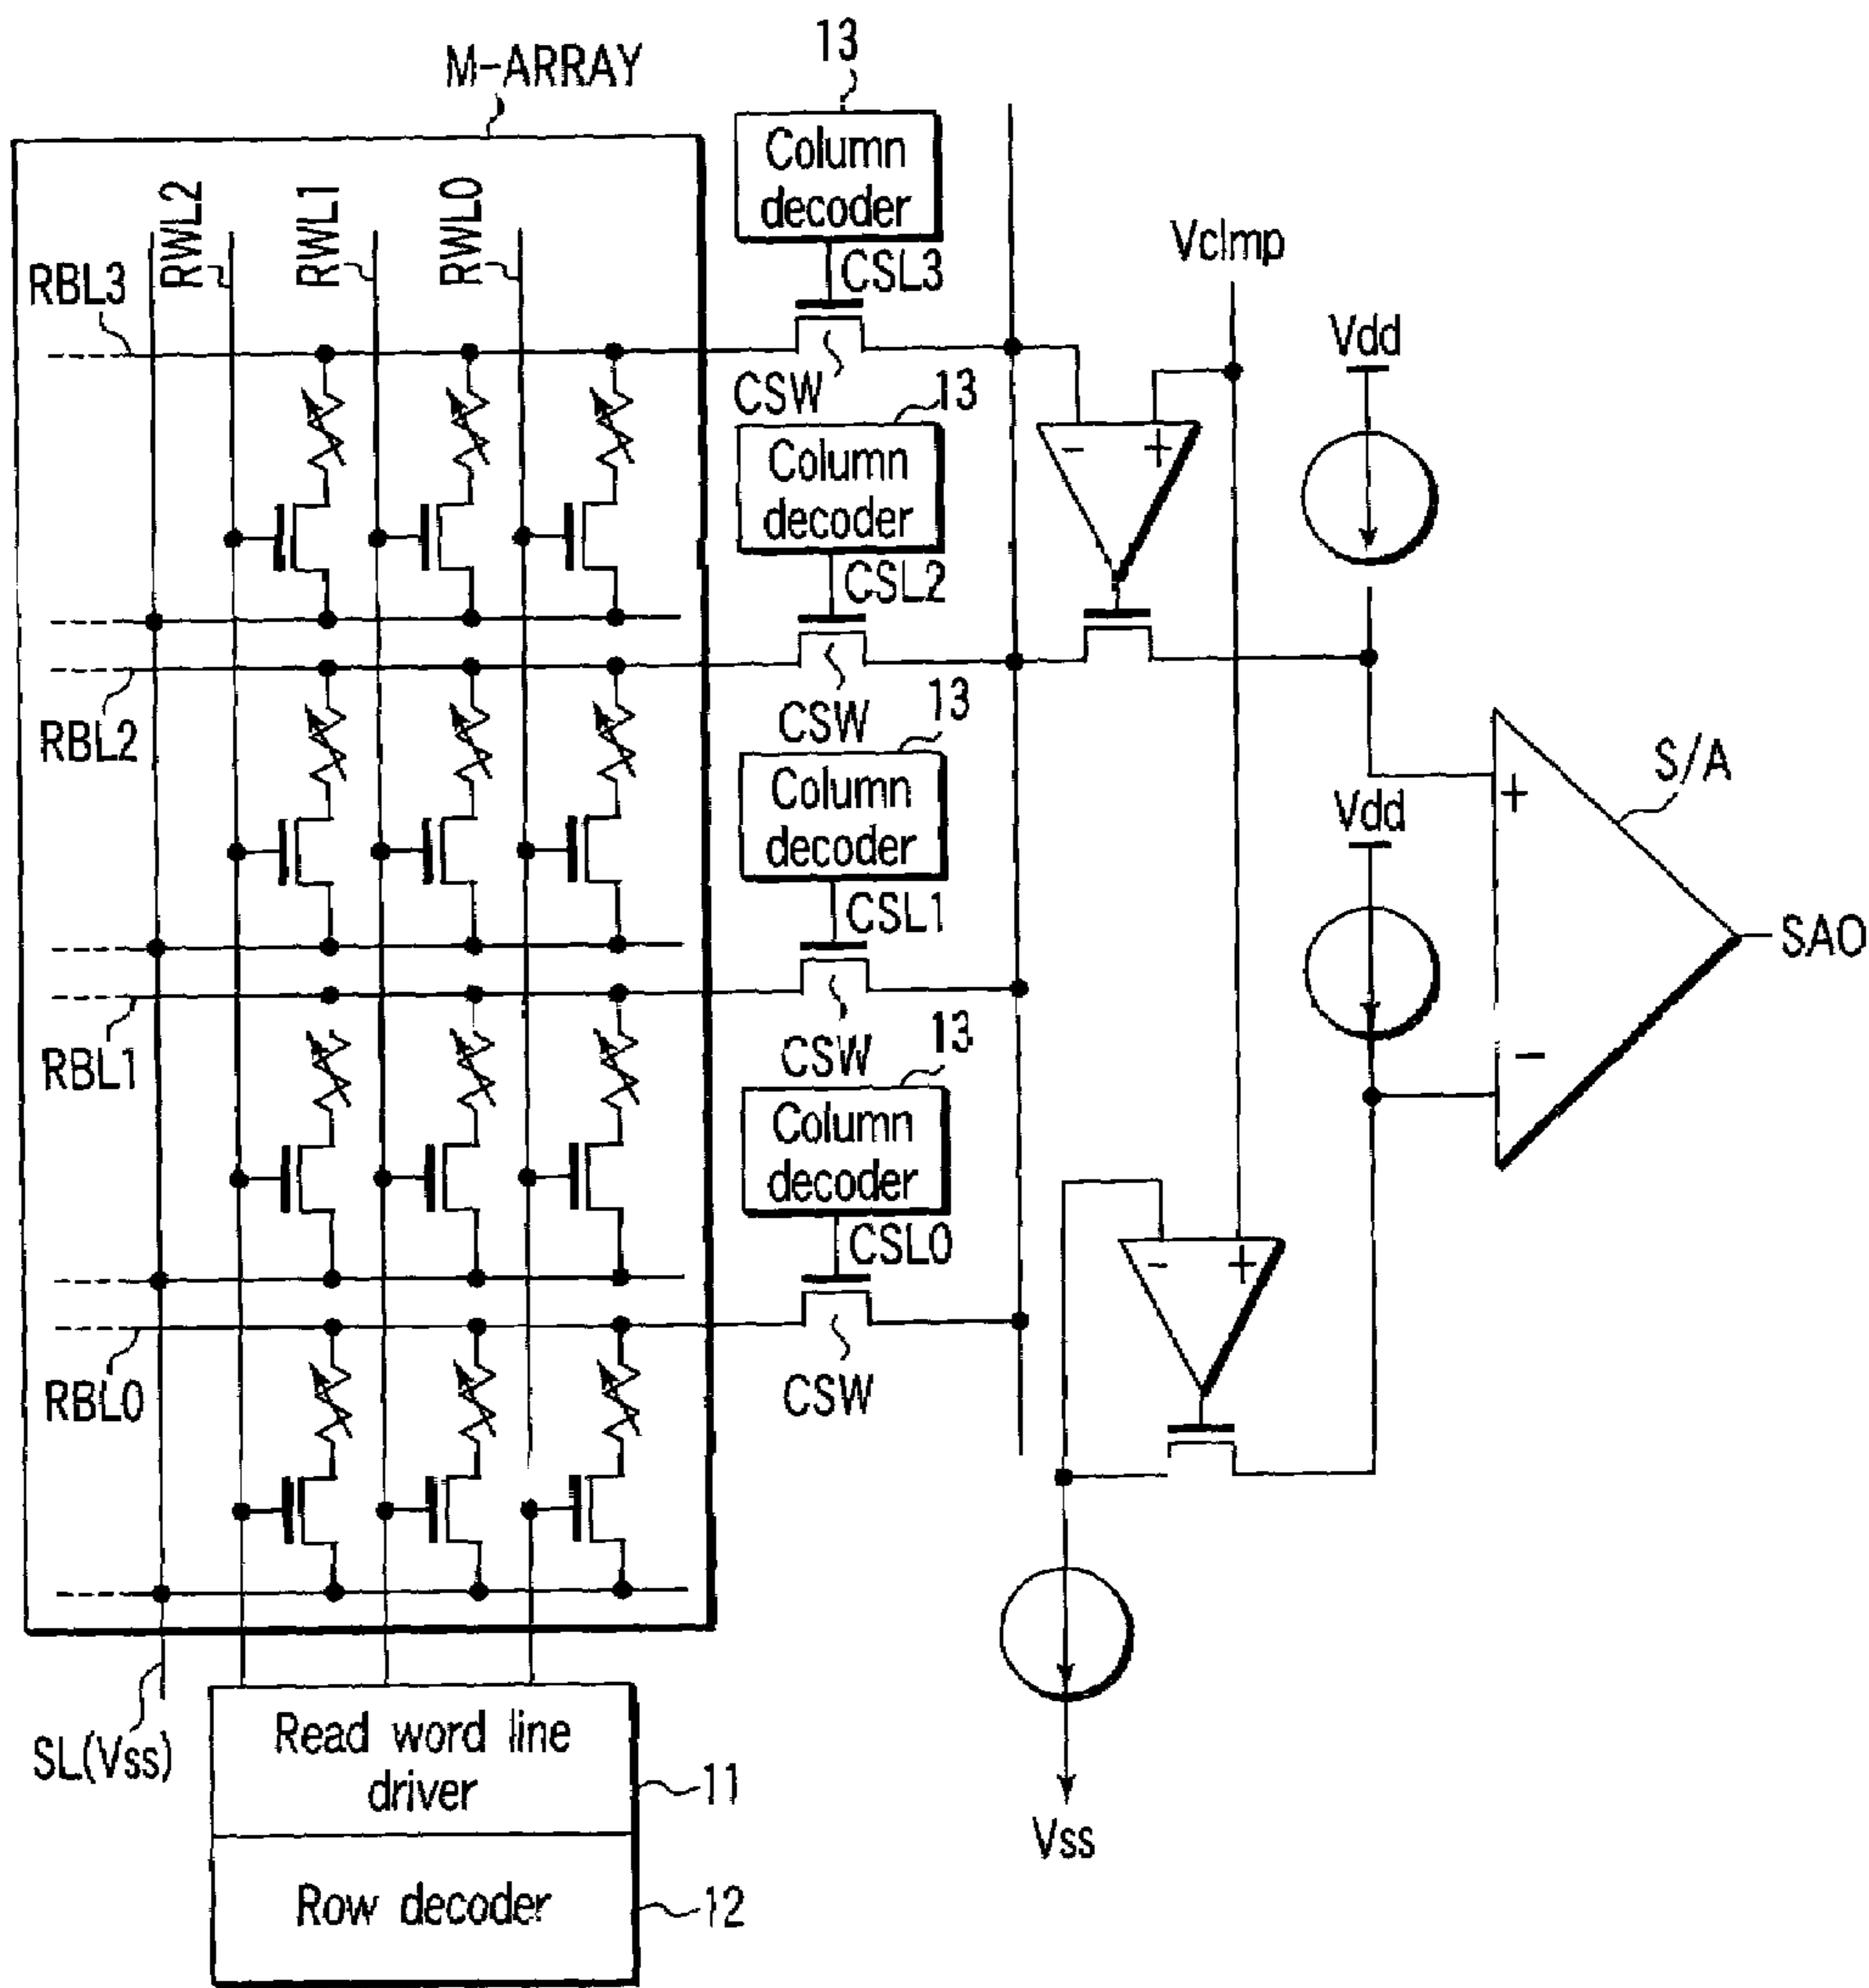 13
M-ARRAY
Column
decoder
RWL2
RWL1
RWL0
Vclmp
CSL3
RBL3
Vdd
CSW
13
Column
decoder
CSL2
RBL2
CSW
13
S/A
Column
decoder
+
Vdd
- +
CSL1
SAO
RBL1
CSW
13
-
Column
decoder
CSL0
- +
RBL0
CSW
SL(Vss)
Read word line
driver
11
Vss
Row decoder
12